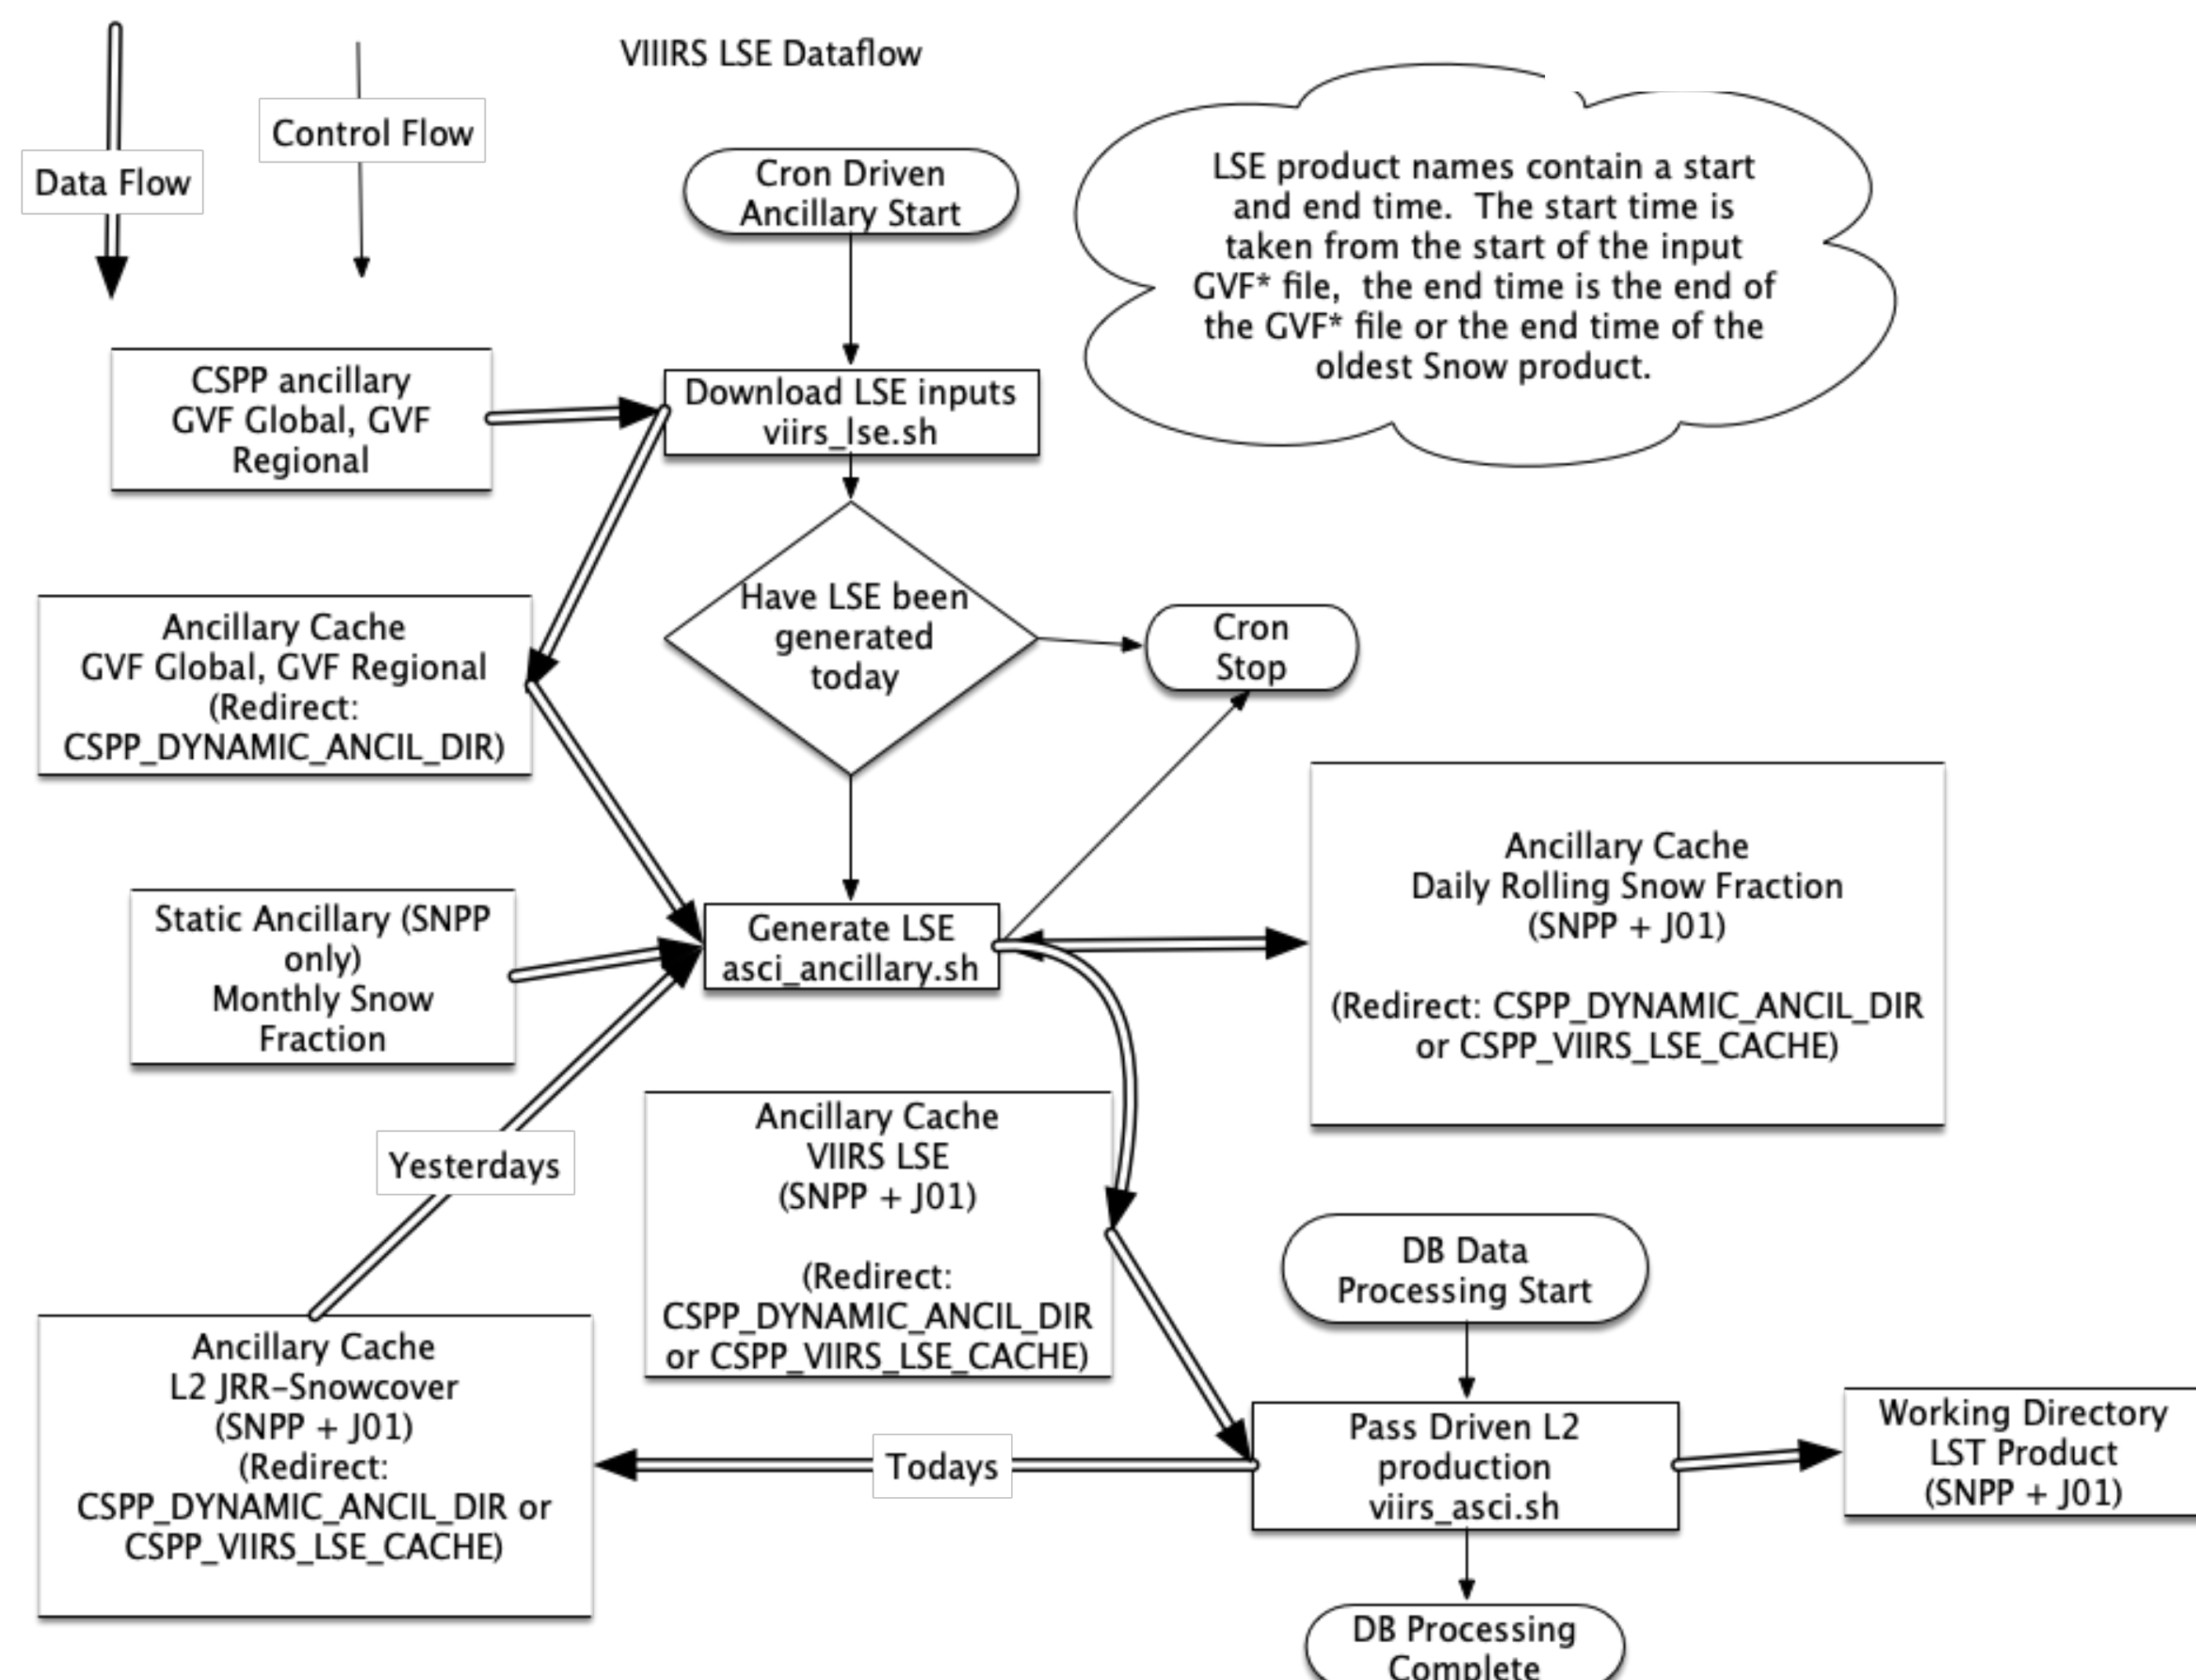 VIIIRS LSE Dataflow
Data Flow
Control Flow
Cron Driven
Ancillary Start
LSE product names contain a start
and end time.  The start time is
taken from the start of the input
GVF* file,  the end time is the end of
the GVF* file or the end time of the
oldest Snow product.
CSPP ancillary
GVF Global, GVF
Regional
Download LSE inputs
viirs_lse.sh
Have LSE been
generated
today
Cron
Stop
Ancillary Cache
GVF Global, GVF Regional
(Redirect:
CSPP_DYNAMIC_ANCIL_DIR)
Static Ancillary (SNPP
only)
Monthly Snow
Fraction
Generate LSE
asci_ancillary.sh
Ancillary Cache
Daily Rolling Snow Fraction
(SNPP + J01)
(Redirect: CSPP_DYNAMIC_ANCIL_DIR
or CSPP_VIIRS_LSE_CACHE)
Yesterdays
Ancillary Cache
VIIRS LSE
(SNPP + J01)
(Redirect:
CSPP_DYNAMIC_ANCIL_DIR
or CSPP_VIIRS_LSE_CACHE)
DB Data
Processing Start
Ancillary Cache
L2 JRR-Snowcover
(SNPP + J01)
(Redirect:
CSPP_DYNAMIC_ANCIL_DIR or
CSPP_VIIRS_LSE_CACHE)
Todays
Pass Driven L2
production
viirs_asci.sh
Working Directory
LST Product
(SNPP + J01)
DB Processing
Complete